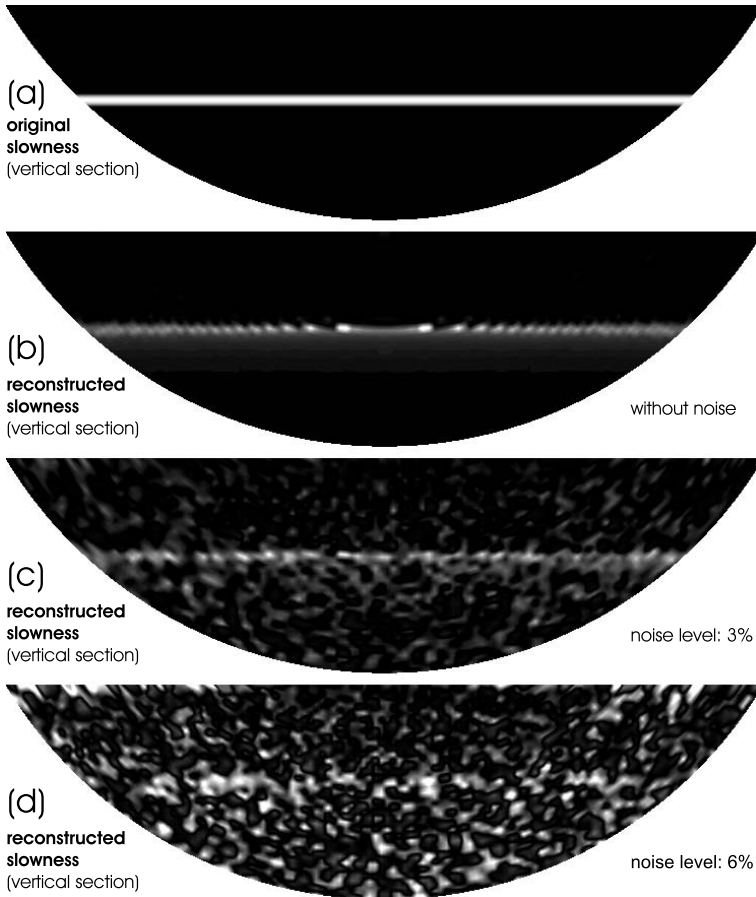 (a)
original
slowness
(vertical section)
(b)
reconstructed
slowness
(vertical section)
without noise
(c)
reconstructed
slowness
(vertical section)
noise level: 3%
(d)
reconstructed
slowness
(vertical section)
noise level: 6%